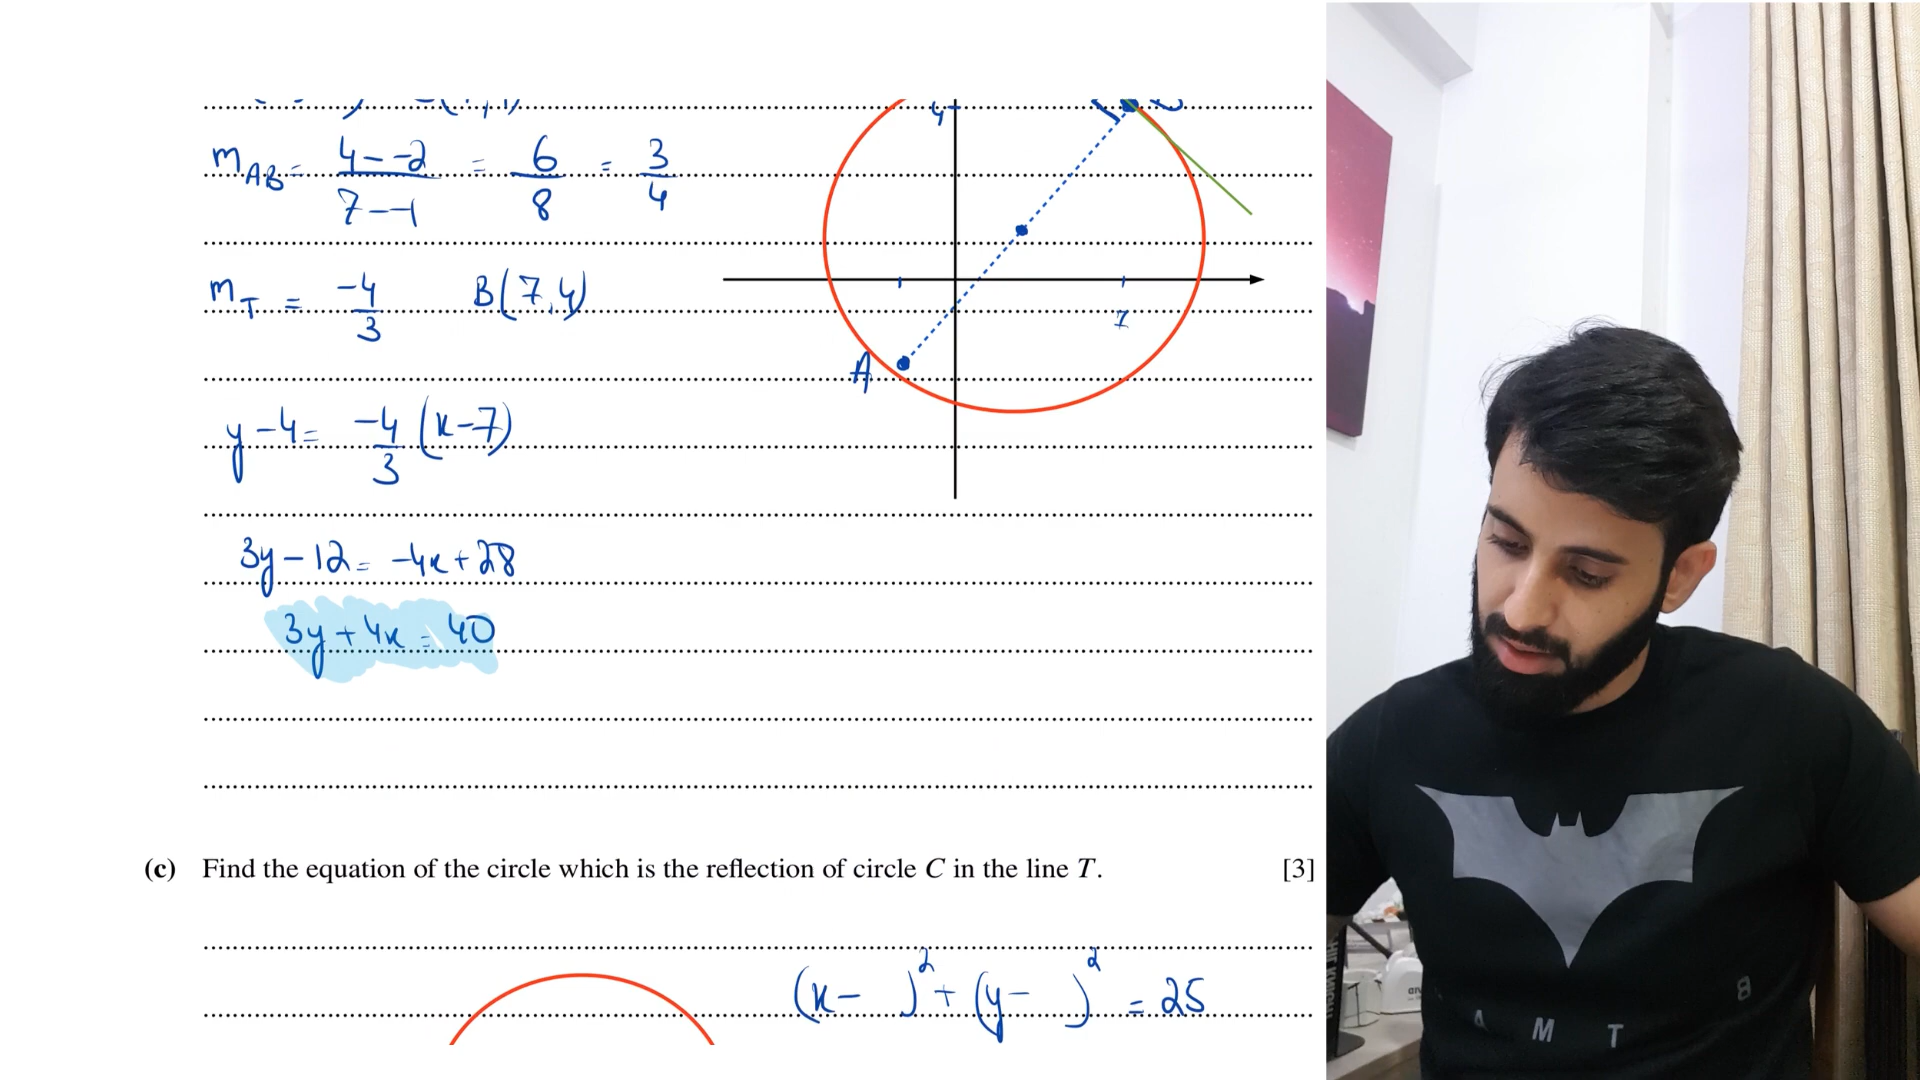 4
m_AB = 4--2 / 7--1 = 6/8 = 3/4
m_T = -4/3 B(7,4)
7
A
y-4 = -4/3 (x-7)
3y-12 = -4x+28
3y+4x = 40
(c) Find the equation of the circle which is the reflection of circle C in the line T. [3]
(x- )² + (y- )² = 25
B
A M T